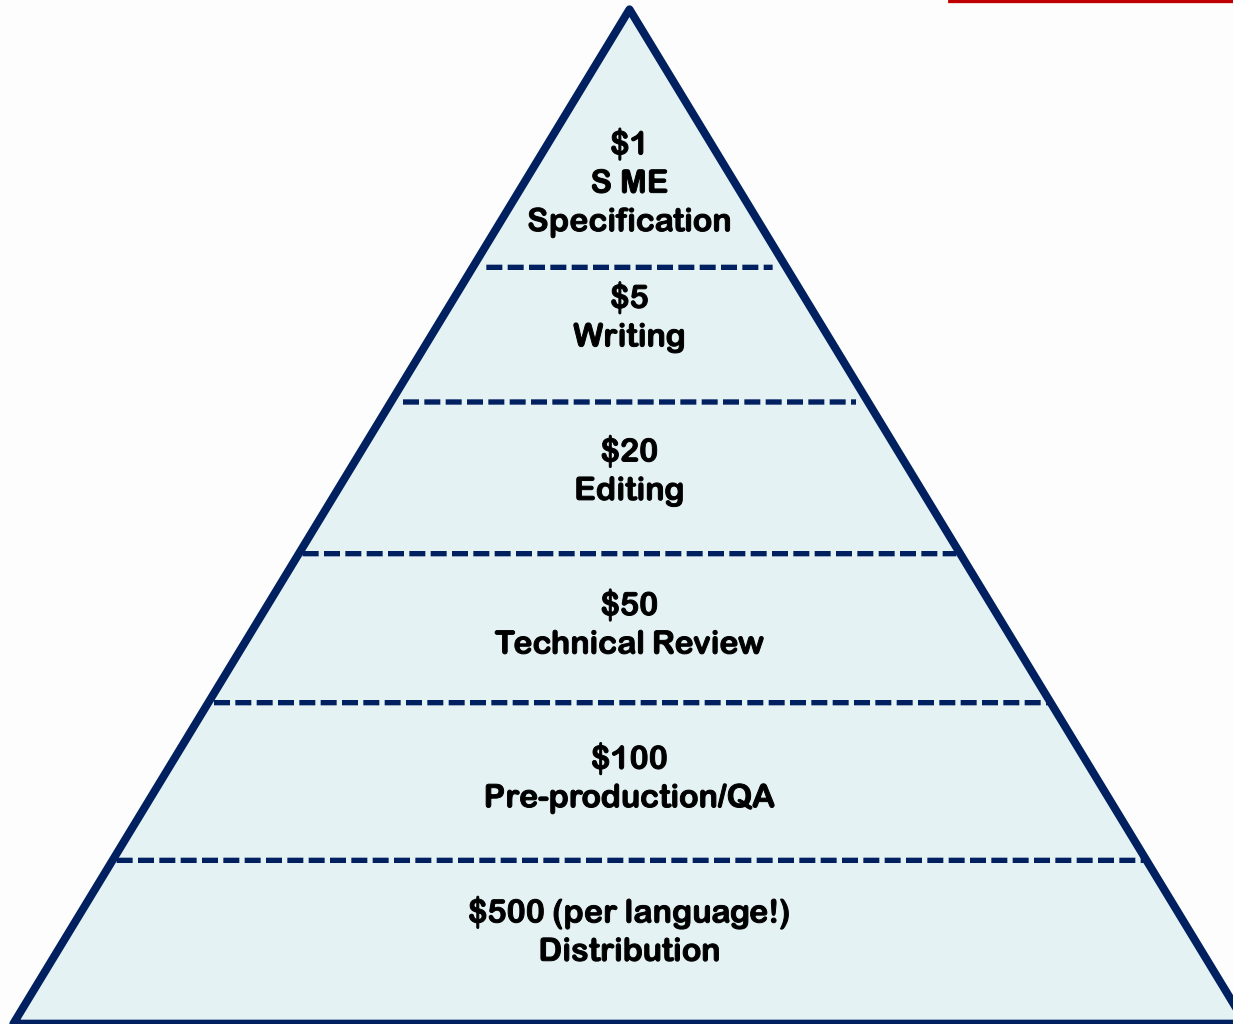 $1
S ME
Specification
$5
Writing
$20
Editing
$50
Technical Review
$100
Pre-production/QA
$500 (per language!)
Distribution